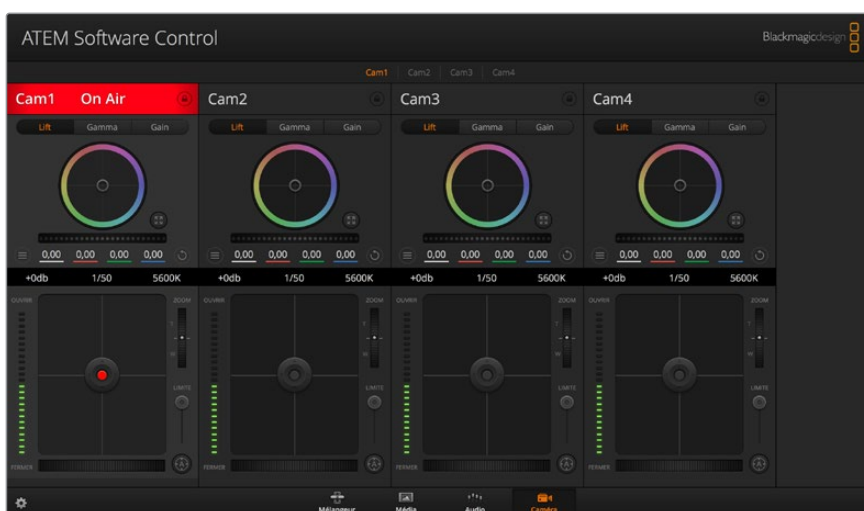 ATEM Software Control
Blackmagicdesign
Cam1 Cam2 Cam3 Cam4
Cam1 On Air Cam2 Cam3 Cam4
Lift Gamma Gain Lift Gamma Gain Lift Gamma Gain Lift Gamma Gain
0,00 0,00 0,00 0,00 0,00 0,00 0,00 0,00 0,00 0,00 0,00 0,00 0,00 0,00 0,00 0,00
+0db 1/50 5600K +0db 1/50 5600K +0db 1/50 5600K +0db 1/50 5600K
OUVRIR ZOOM OUVRIR ZOOM OUVRIR ZOOM OUVRIR ZOOM
T T T T
W W W W
LIMITE LIMITE LIMITE LIMITE
FERMER A FERMER A FERMER A FERMER A
Mélangeur Média Audio Caméra